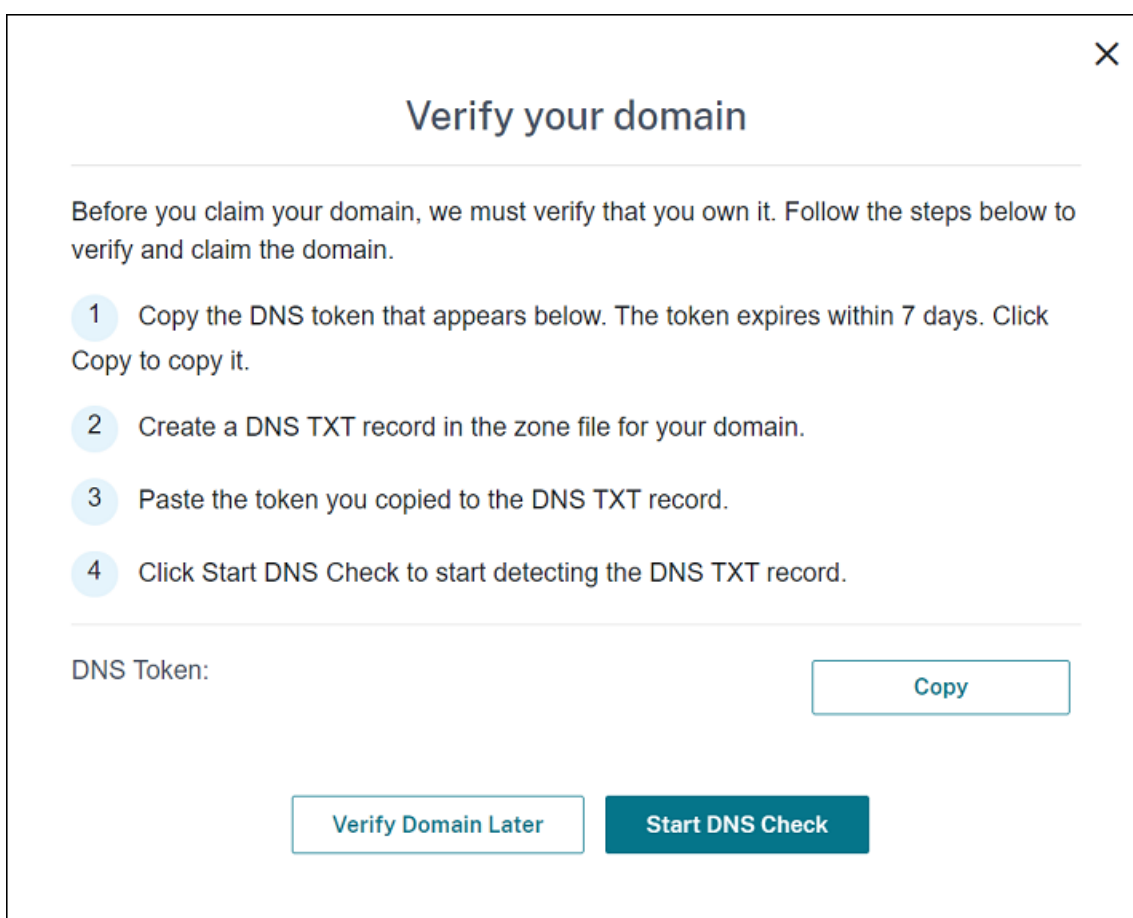 Verify your domain
Before you claim your domain, we must verify that you own it. Follow the steps below to
verify and claim the domain.
1 Copy the DNS token that appears below. The token expires within 7 days. Click
Copy to copy it.
2 Create a DNS TXT record in the zone file for your domain.
3 Paste the token you copied to the DNS TXT record.
4 Click Start DNS Check to start detecting the DNS TXT record.
DNS Token:
Copy
Verify Domain Later
Start DNS Check